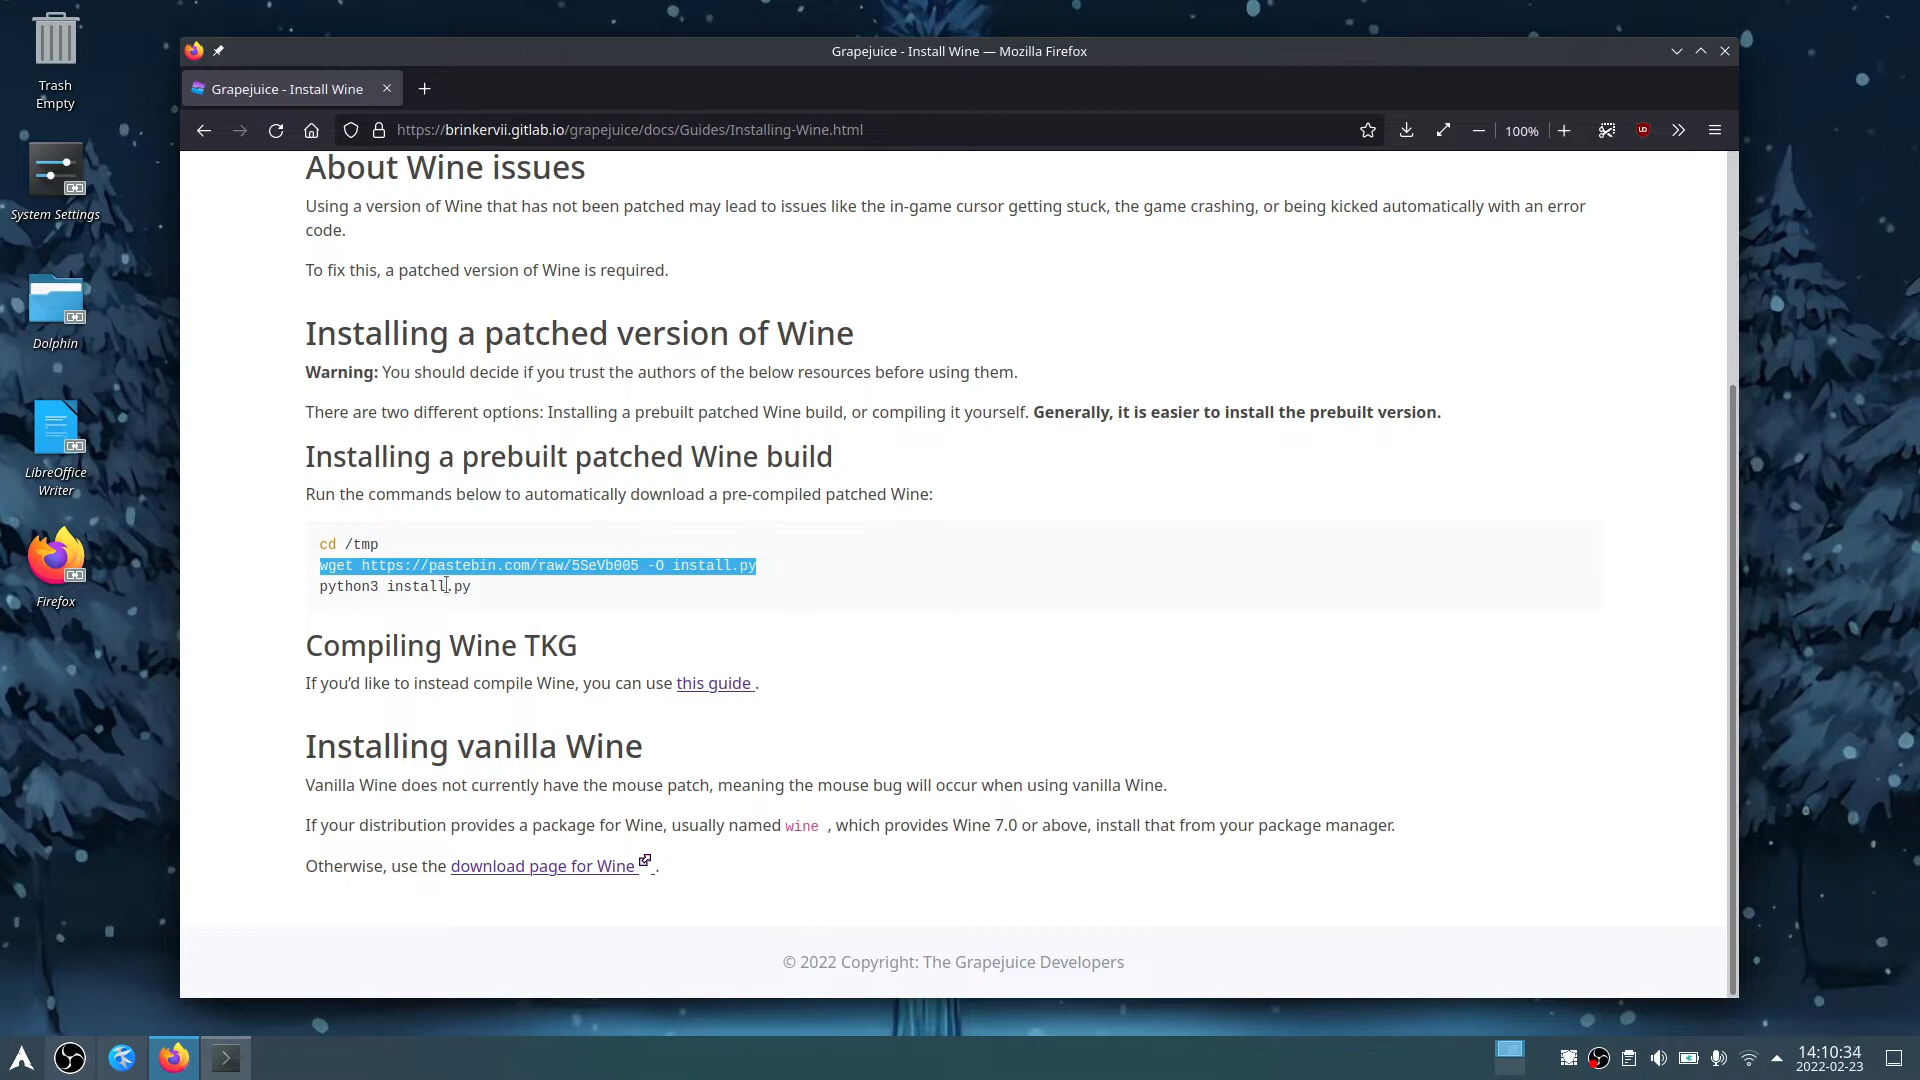 Trash
Empty
System Settings
Dolphin
LibreOffice
Writer
Firefox
Grapejuice - Install Wine — Mozilla Firefox
Grapejuice - Install Wine
https://brinkervii.gitlab.io/grapejuice/docs/Guides/Installing-Wine.html
100%
About Wine issues
Using a version of Wine that has not been patched may lead to issues like the in-game cursor getting stuck, the game crashing, or being kicked automatically with an error
code.
To fix this, a patched version of Wine is required.
Installing a patched version of Wine
Warning: You should decide if you trust the authors of the below resources before using them.
There are two different options: Installing a prebuilt patched Wine build, or compiling it yourself. Generally, it is easier to install the prebuilt version.
Installing a prebuilt patched Wine build
Run the commands below to automatically download a pre-compiled patched Wine:
cd /tmp
wget https://pastebin.com/raw/5SeVb005 -O install.py
python3 install.py
Compiling Wine TKG
If you’d like to instead compile Wine, you can use this guide .
Installing vanilla Wine
Vanilla Wine does not currently have the mouse patch, meaning the mouse bug will occur when using vanilla Wine.
If your distribution provides a package for Wine, usually named wine , which provides Wine 7.0 or above, install that from your package manager.
Otherwise, use the download page for Wine .
© 2022 Copyright: The Grapejuice Developers
14:10:34
2022-02-23